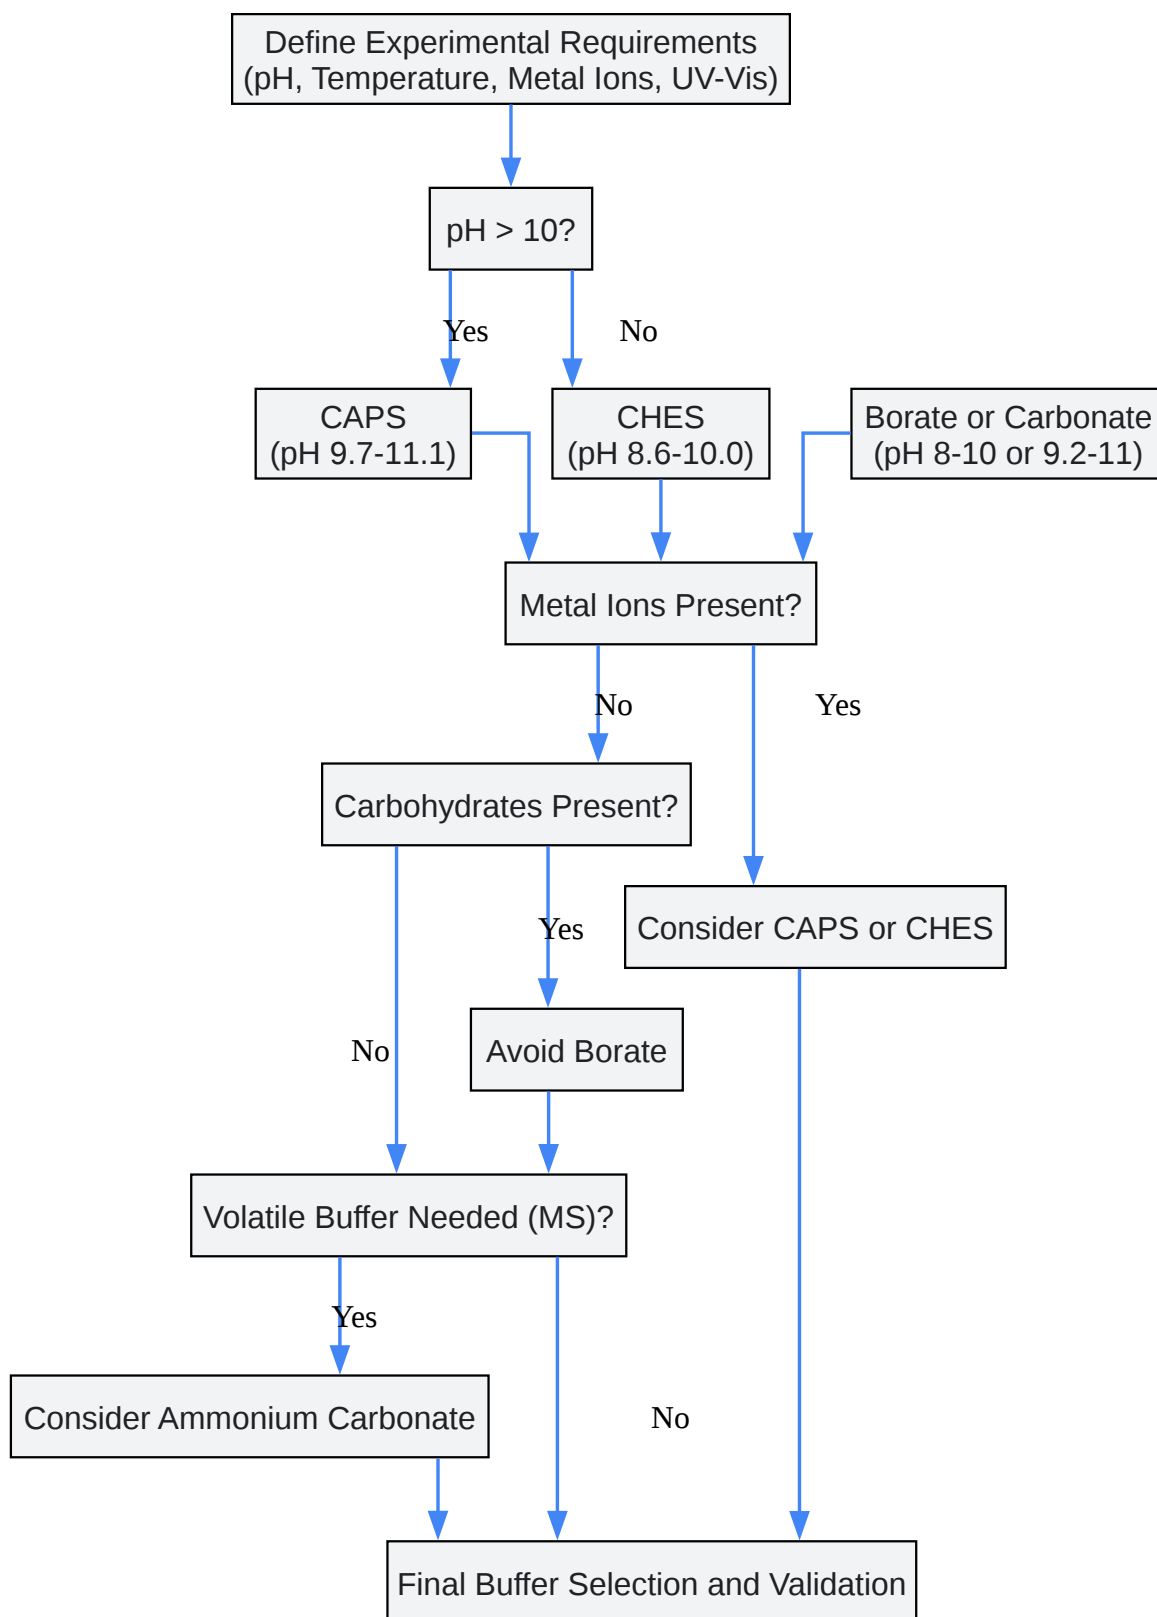 Define Experimental Requirements
(pH, Temperature, Metal Ions, UV-Vis)
pH > 10?
Yes
No
CAPS
(pH 9.7-11.1)
CHES
(pH 8.6-10.0)
Borate or Carbonate
(pH 8-10 or 9.2-11)
Metal Ions Present?
No
Yes
Carbohydrates Present?
Consider CAPS or CHES
Yes
No
Avoid Borate
Volatile Buffer Needed (MS)?
Yes
Consider Ammonium Carbonate
No
Final Buffer Selection and Validation